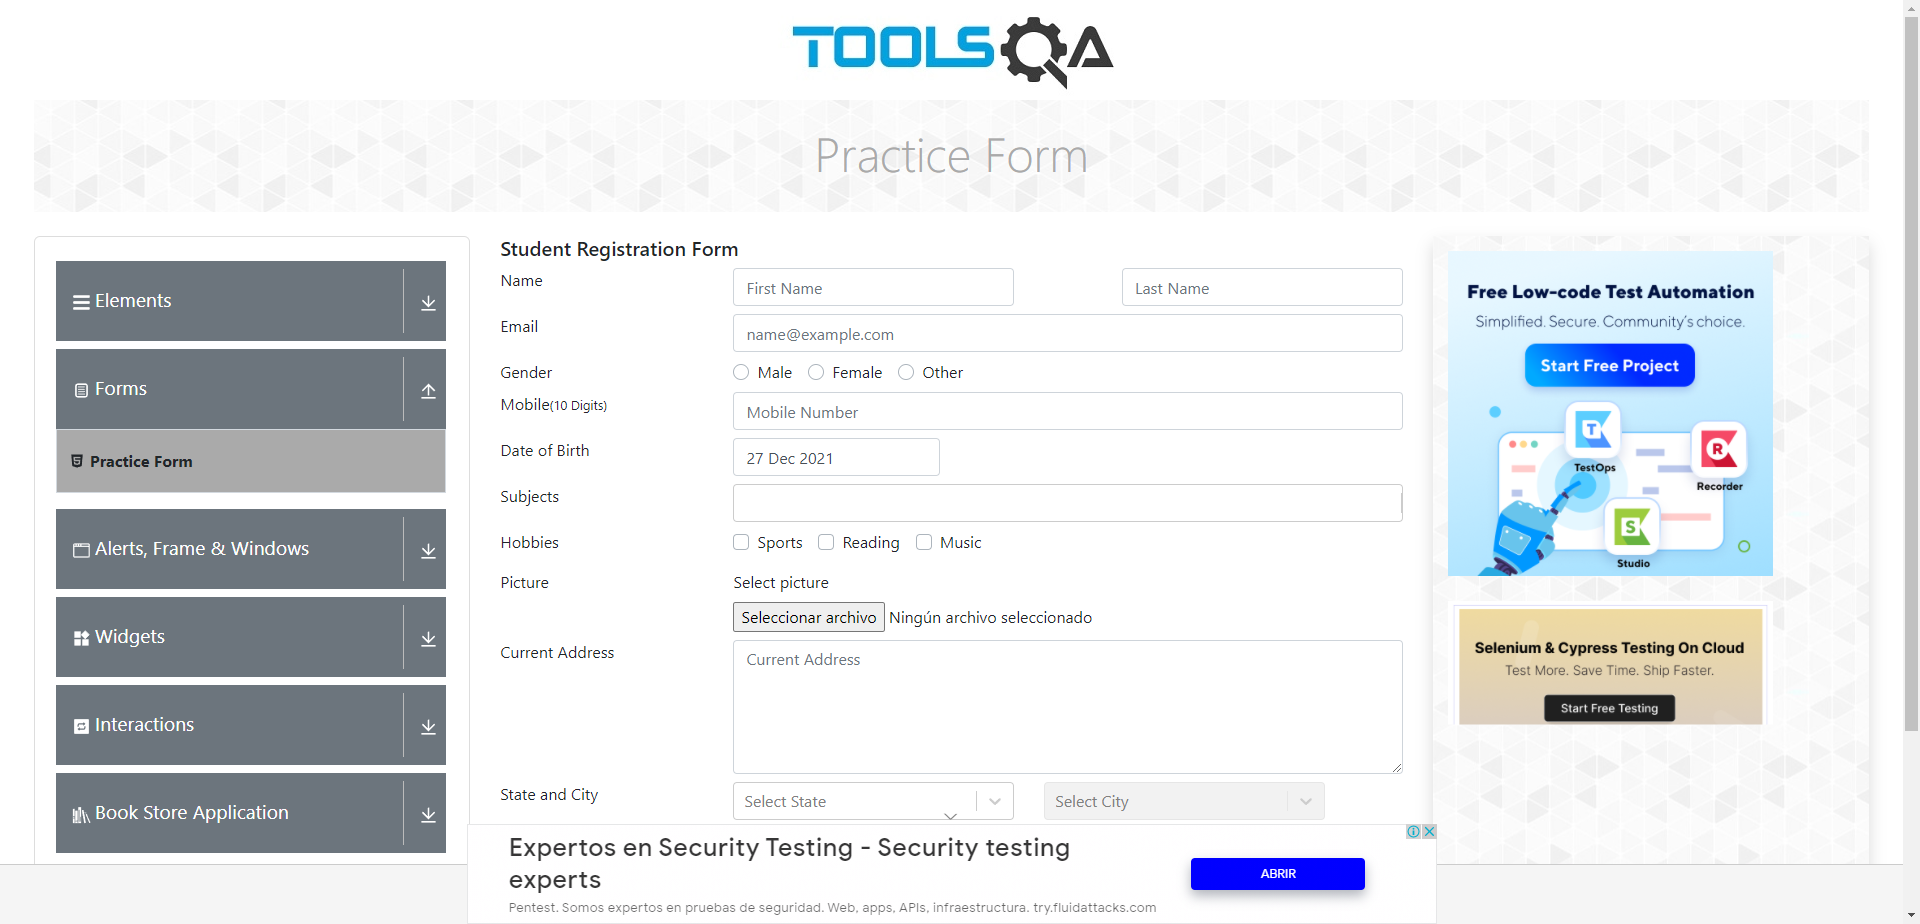 TOOLSQA
Practice Form
Elements
Forms
Practice Form
Alerts, Frame & Windows
Widgets
Interactions
Book Store Application
Student Registration Form
Name
First Name
Last Name
Email
name@example.com
Gender
Male
Female
Other
Mobile(10 Digits)
Mobile Number
Date of Birth
27 Dec 2021
Subjects
Hobbies
Sports
Reading
Music
Picture
Select picture
Seleccionar archivo Ningún archivo seleccionado
Current Address
Current Address
State and City
Select State
Select City
Free Low-code Test Automation
Simplified. Secure. Community's choice.
Start Free Project
T
TestOps
R
Recorder
S
Studio
Selenium & Cypress Testing On Cloud
Test More. Save Time. Ship Faster.
Start Free Testing
Expertos en Security Testing - Security testing
experts
Pentest. Somos expertos en pruebas de seguridad. Web, apps, APIs, infraestructura. try.fluidattacks.com
ABRIR